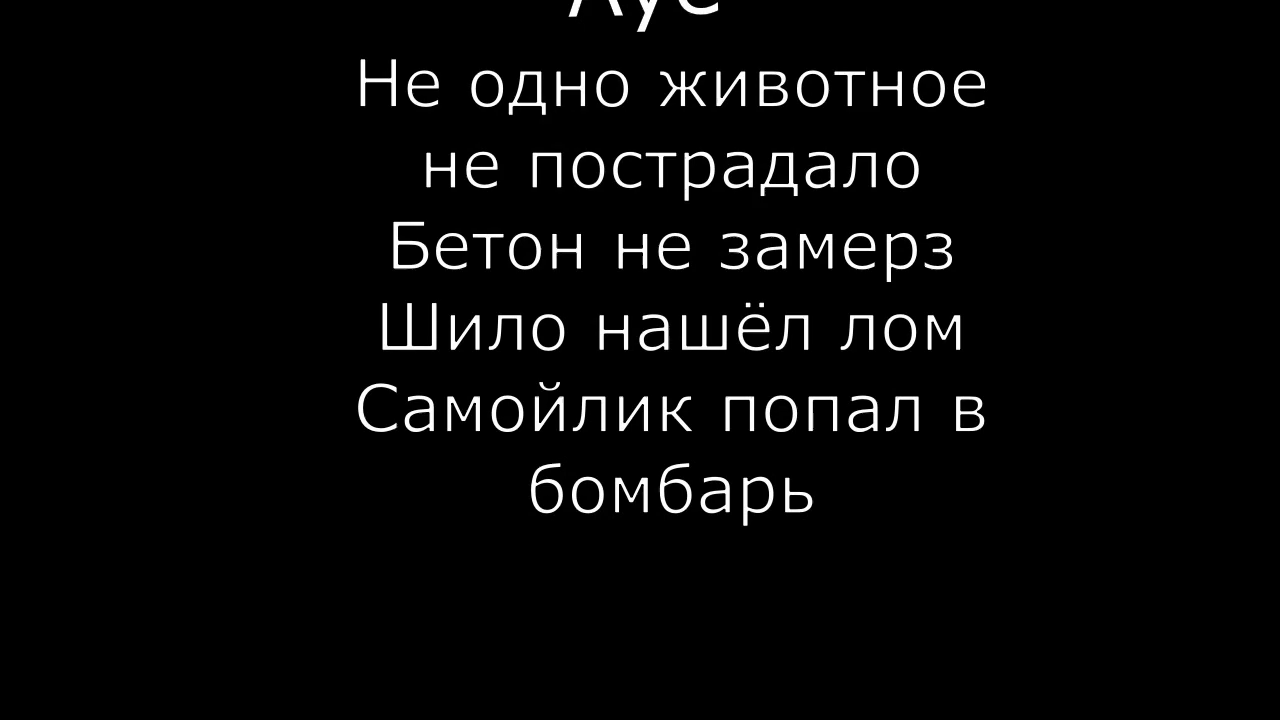 Не одно животное
не пострадало
Бетон не замерз
Шило нашёл лом
Самойлик попал в
бомбарь